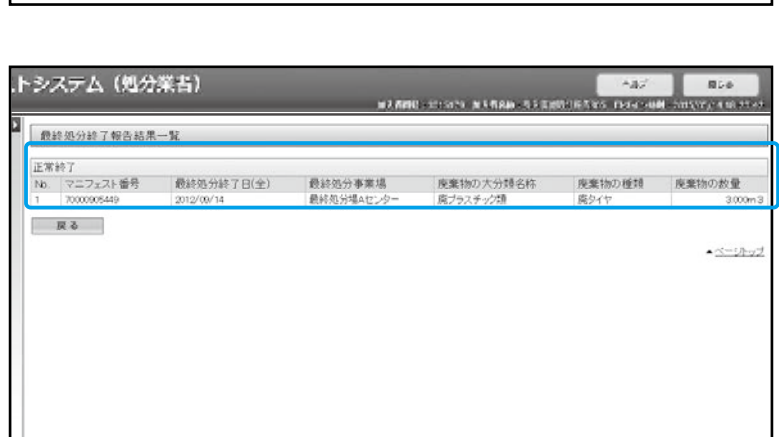 トシステム（処分業者）
ヘルプ 閉じる
最終処分終了報告結果一覧
正常終了
No. マニフェスト番号 最終処分終了日(全) 最終処分事業場 廃棄物の大分類名称 廃棄物の種類 廃棄物の数量
1 70000905449 2012/09/14 最終処分場Aセンター 廃プラスチック類 廃タイヤ 3.000m3
戻る
▲ページトップ